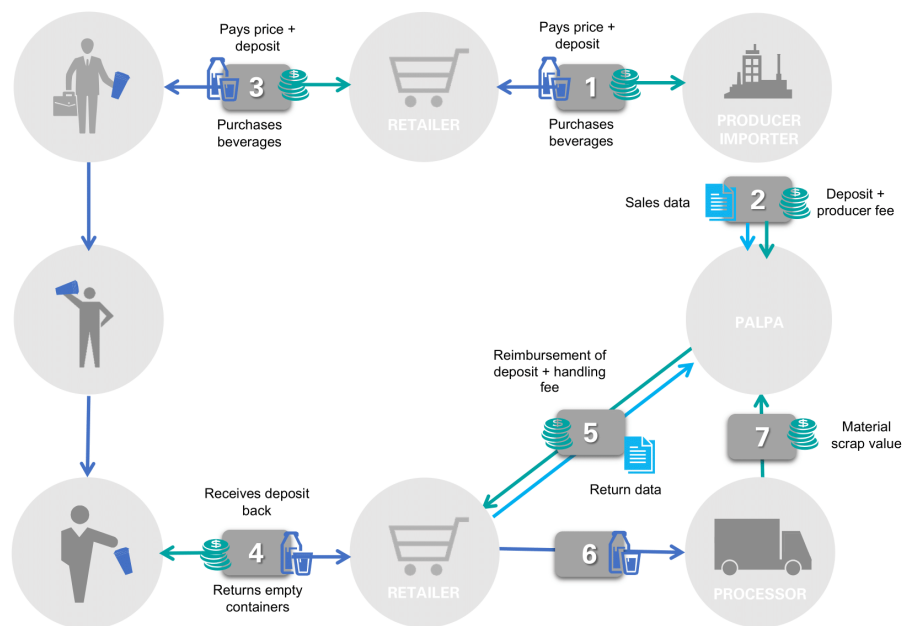 Pays price +
deposit
3
Purchases
beverages
RETAILER
Pays price +
deposit
1
Purchases
beverages
PRODUCER
IMPORTER
Sales data
2
Deposit +
producer fee
PALPA
Reimbursement of
deposit + handling
fee
5
Return data
7
Material
scrap value
Receives deposit
back
4
Returns empty
containers
RETAILER
6
PROCESSOR